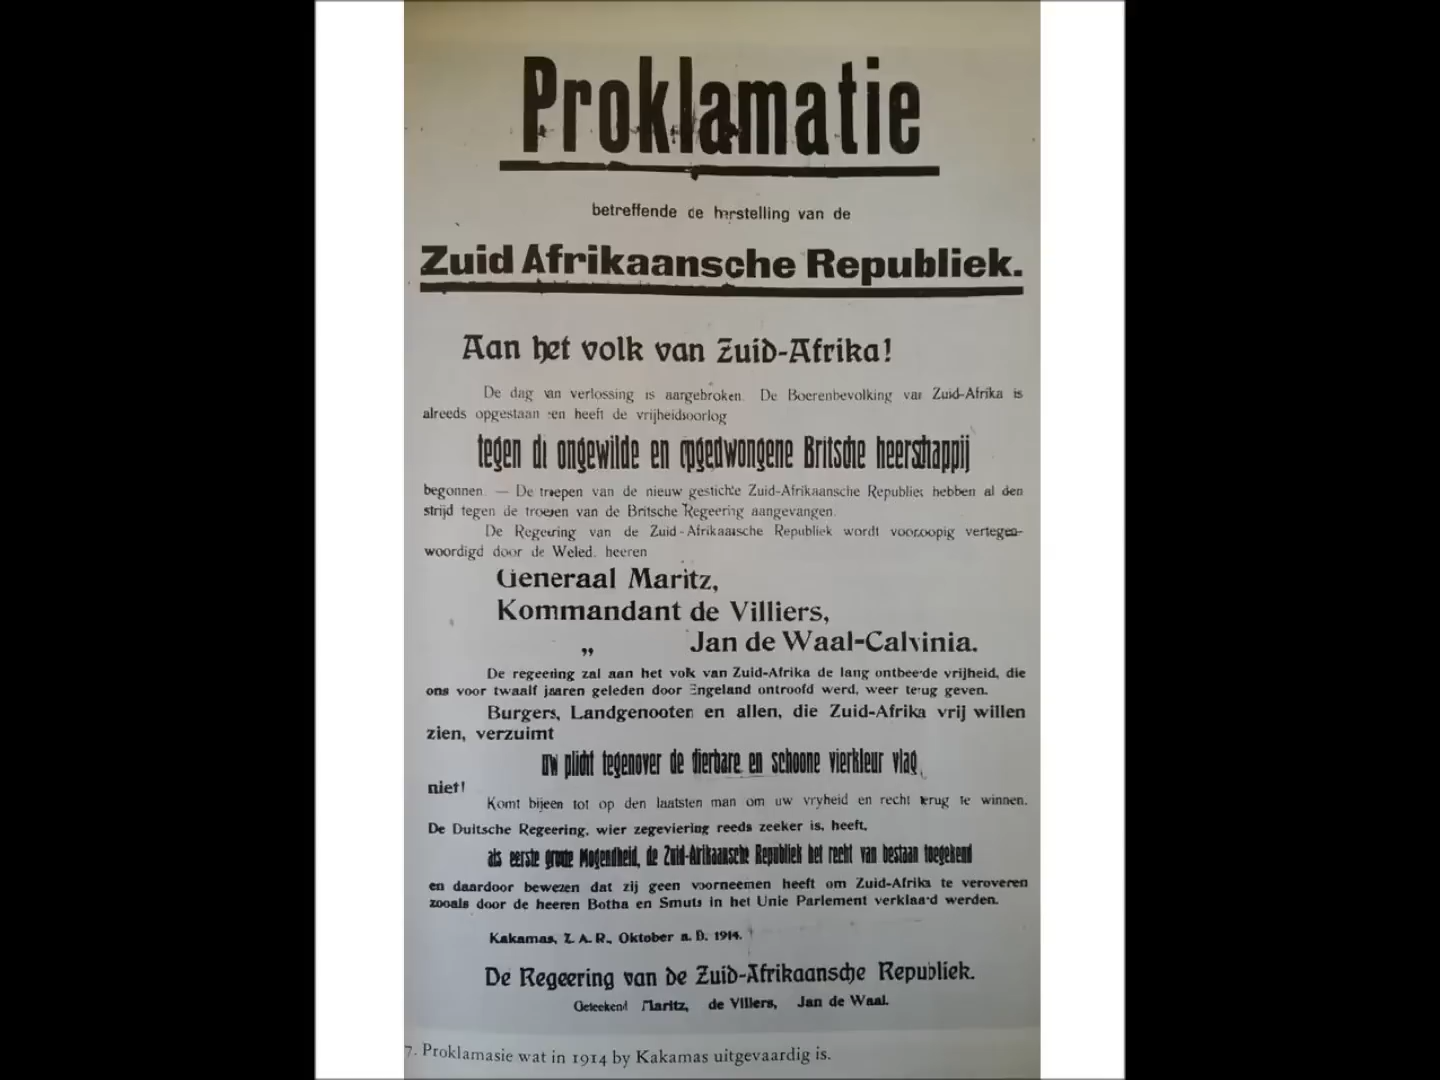 Proklamatie
betreffende de herstelling van de
Zuid Afrikaansche Republiek.
Aan het volk van Zuid-Afrika!
De dag van verlossing is aangebroken. De Boerenbevolking van Zuid-Afrika is
alreeds opgestaan en heeft de vrijheidsoorlog
tegen di ongewilde en opgedwongene Britsche heerschappij
begonnen. — De troepen van de nieuw gestichte Zuid-Afrikaansche Republiek hebben al den
strijd tegen de troepen van de Britsche Regeering aangevangen.
De Regeering van de Zuid-Afrikaansche Republiek wordt vooroopig vertegen-
woordigd door de Weled. heeren
Generaal Maritz,
Kommandant de Villiers,
„ Jan de Waal-Calvinia.
De regeering zal aan het volk van Zuid-Afrika de lang ontbeerde vrijheid, die
ons voor twaalf jaaren geleden door Engeland ontroofd werd, weer terug geven.
Burgers, Landgenooten en allen, die Zuid-Afrika vrij willen
zien, verzuimt
uw plicht tegenover de dierbare en schoone vierkleur vlag
niet!
Komt bijeen tot op den laatsten man om uw vryheid en recht terug te winnen.
De Duitsche Regeering, wier zegeviering reeds zeeker is, heeft,
als eerste groote Mogendheid, de Zuid-Afrikaansche Republiek het recht van bestaan toegekend
en daardoor bewezen dat zij geen voorneemen heeft om Zuid-Afrika te veroveren
zooals door de heeren Botha en Smuts in het Unie Parlement verklaard werden.
Kakamas, Z. A. R., Oktober a. D. 1914.
De Regeering van de Zuid-Afrikaansche Republiek.
Geteekend Maritz, de Villiers, Jan de Waal.
7. Proklamasie wat in 1914 by Kakamas uitgevaardig is.